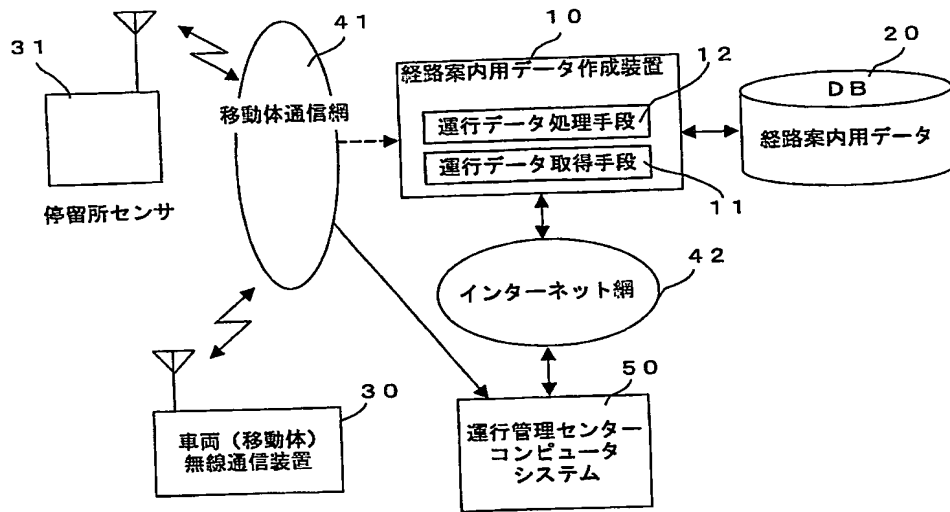 31
41
10
12
20
経路案内用データ作成装置
DB
移動体通信網
運行データ処理手段
経路案内用データ
運行データ取得手段
停留所センサ
11
42
インターネット網
30
50
車両（移動体）
無線通信装置
運行管理センター
コンピュータ
システム